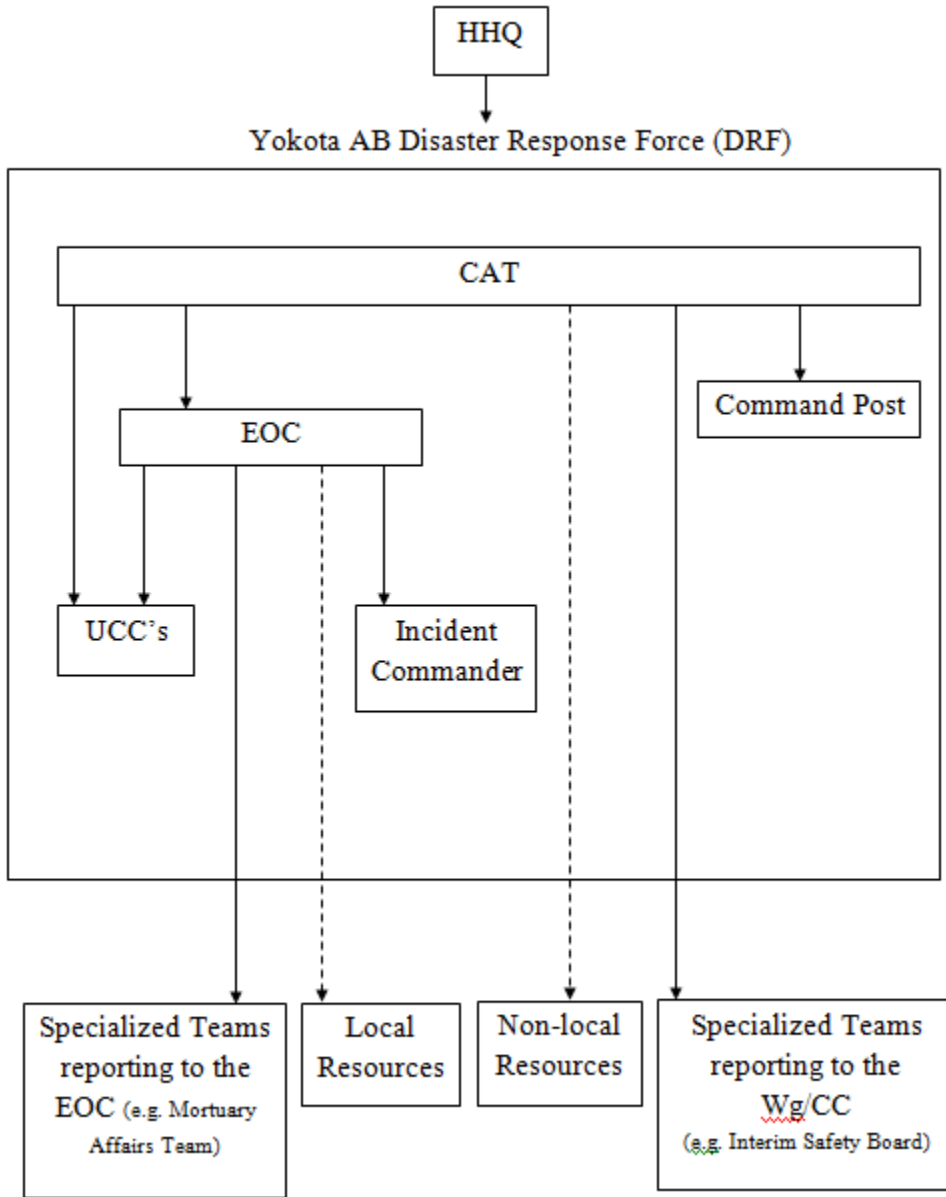 HHQ
Yokota AB Disaster Response Force (DRF)
CAT
Command Post
EOC
UCC’s
Incident
Commander
Specialized Teams
reporting to the
EOC (e.g. Mortuary
Affairs Team)
Local
Resources
Non-local
Resources
Specialized Teams
reporting to the
Wg/CC
(e.g. Interim Safety Board)